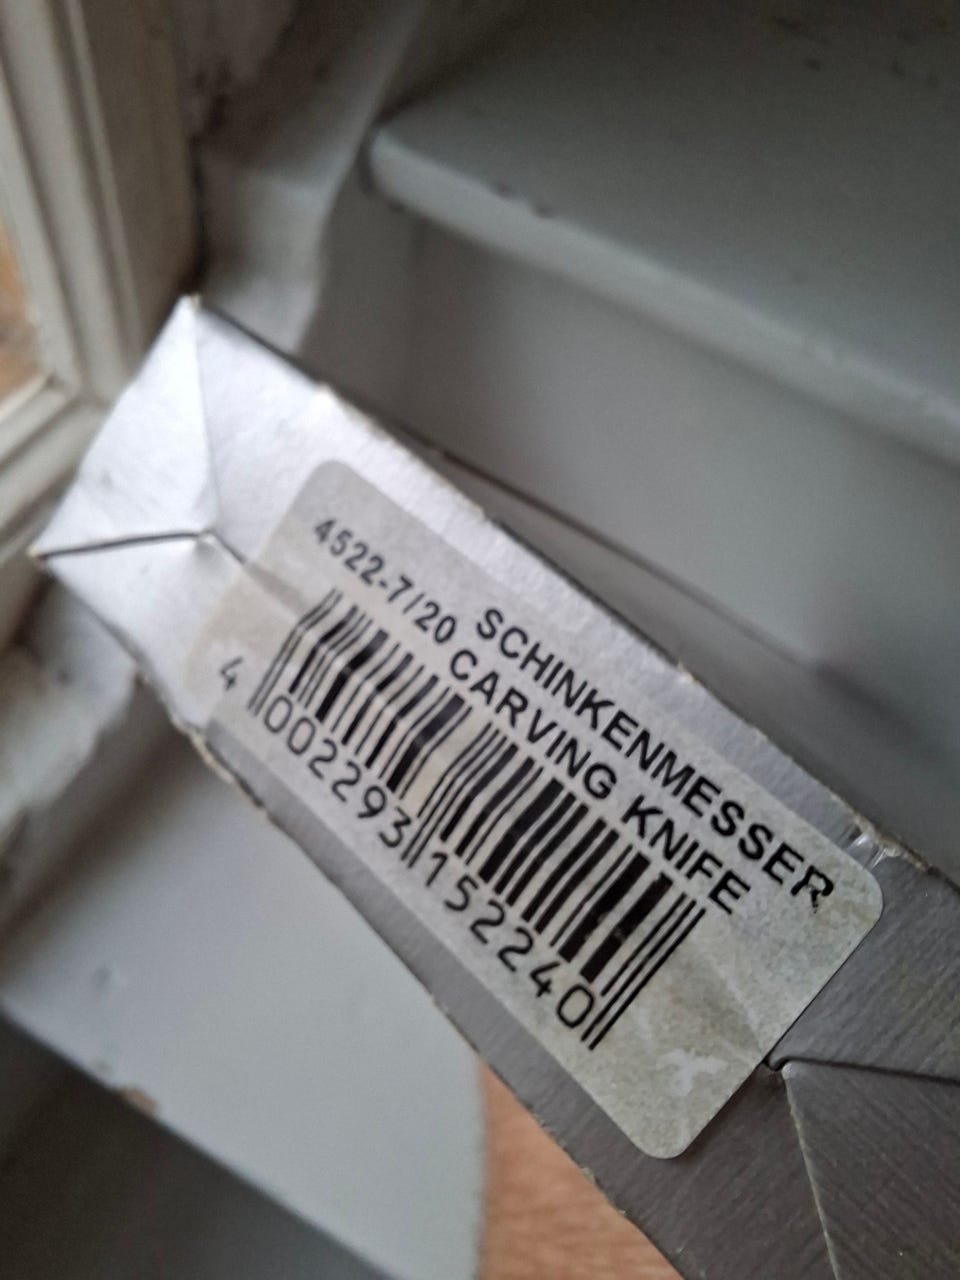 SCHINKENMESSER
4522-7/20 CARVING KNIFE
4 002293 152240